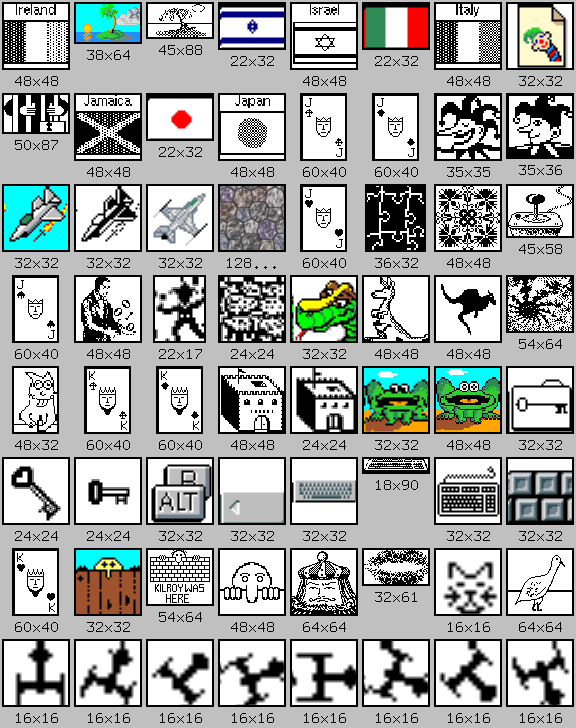 Ireland Israel Italy
48x48 38x64 45x88 22x32 48x48 22x32 48x48 32x32
Jamaica Japan J J
J J
50x87 48x48 22x32 48x48 60x40 60x40 35x35 35x36
J
J
32x32 32x32 32x32 128... 60x40 36x32 48x48 45x58
J
J
60x40 48x48 22x17 24x24 32x32 48x48 48x48 54x64
K K
K K
48x32 60x40 60x40 48x48 24x24 32x32 48x48 32x32
ALT
24x24 24x24 32x32 32x32 32x32 18x90 32x32 32x32
K KILROY WAS
K HERE
60x40 32x32 54x64 48x48 64x64 32x61 16x16 64x64
16x16 16x16 16x16 16x16 16x16 16x16 16x16 16x16